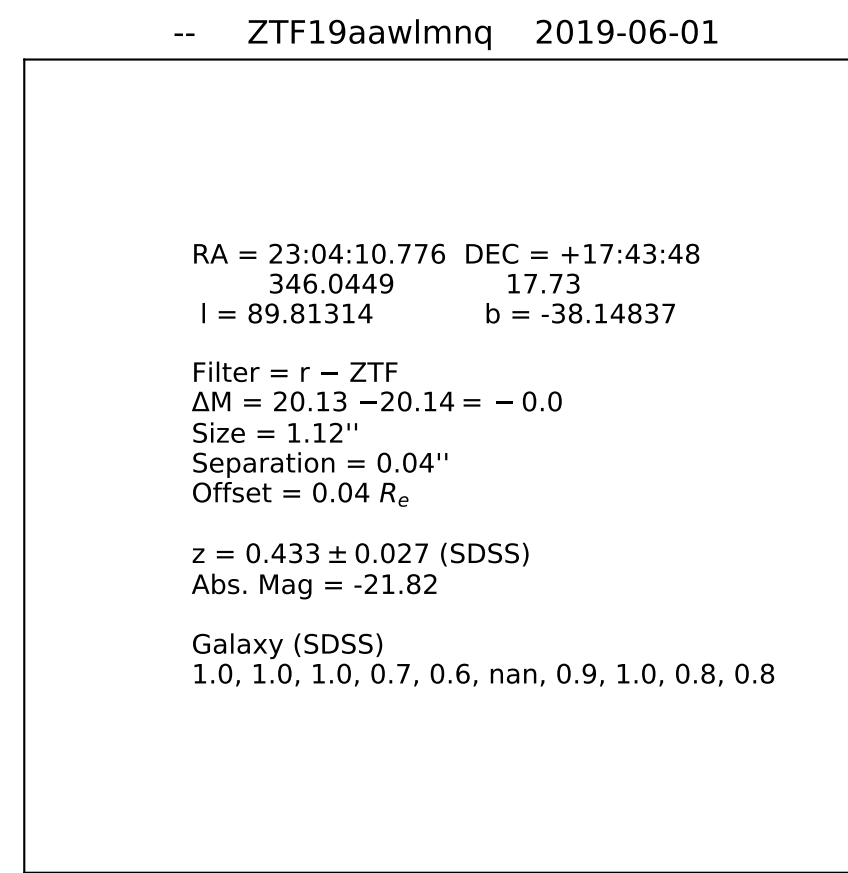 -- ZTF19aawlmnq 2019-06-01
RA = 23:04:10.776 DEC = +17:43:48
346.0449 17.73
l = 89.81314 b = -38.14837
Filter = r − ZTF
ΔM = 20.13 −20.14 = − 0.0
Size = 1.12''
Separation = 0.04''
Offset = 0.04 Rₑ
z = 0.433 ± 0.027 (SDSS)
Abs. Mag = -21.82
Galaxy (SDSS)
1.0, 1.0, 1.0, 0.7, 0.6, nan, 0.9, 1.0, 0.8, 0.8